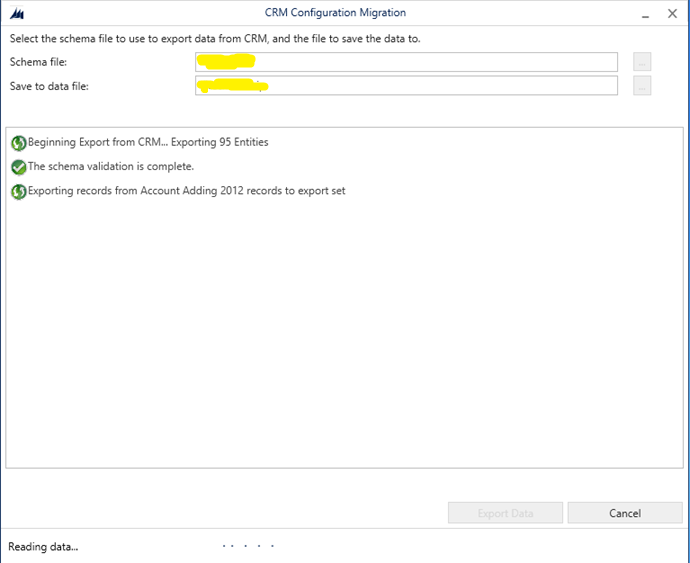 CRM Configuration Migration
Select the schema file to use to export data from CRM, and the file to save the data to.
Schema file:
...
Save to data file:
...
Beginning Export from CRM... Exporting 95 Entities
The schema validation is complete.
Exporting records from Account Adding 2012 records to export set
Export Data
Cancel
Reading data...